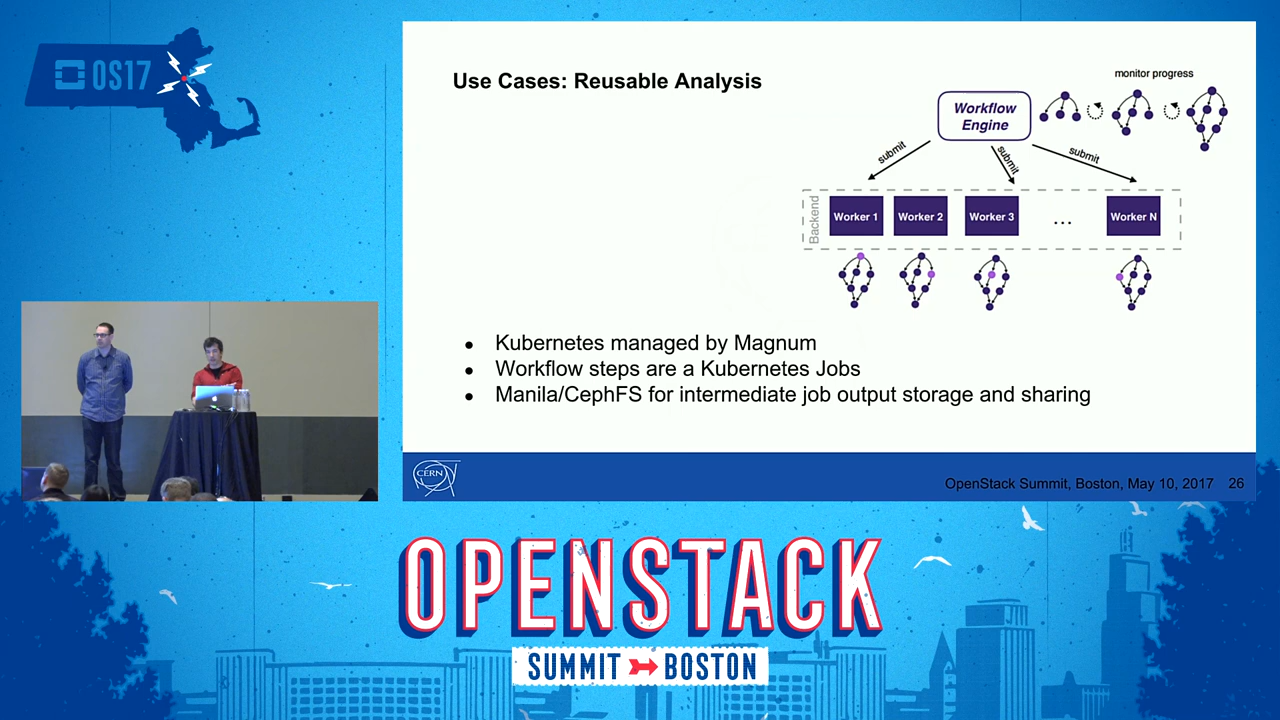 OS17
Use Cases: Reusable Analysis
monitor progress
Workflow
Engine
submit
submit
submit
Backend
Worker 1
Worker 2
Worker 3
...
Worker N
● Kubernetes managed by Magnum
● Workflow steps are a Kubernetes Jobs
● Manila/CephFS for intermediate job output storage and sharing
CERN
OpenStack Summit, Boston, May 10, 2017 26
OPENSTACK
SUMMIT BOSTON